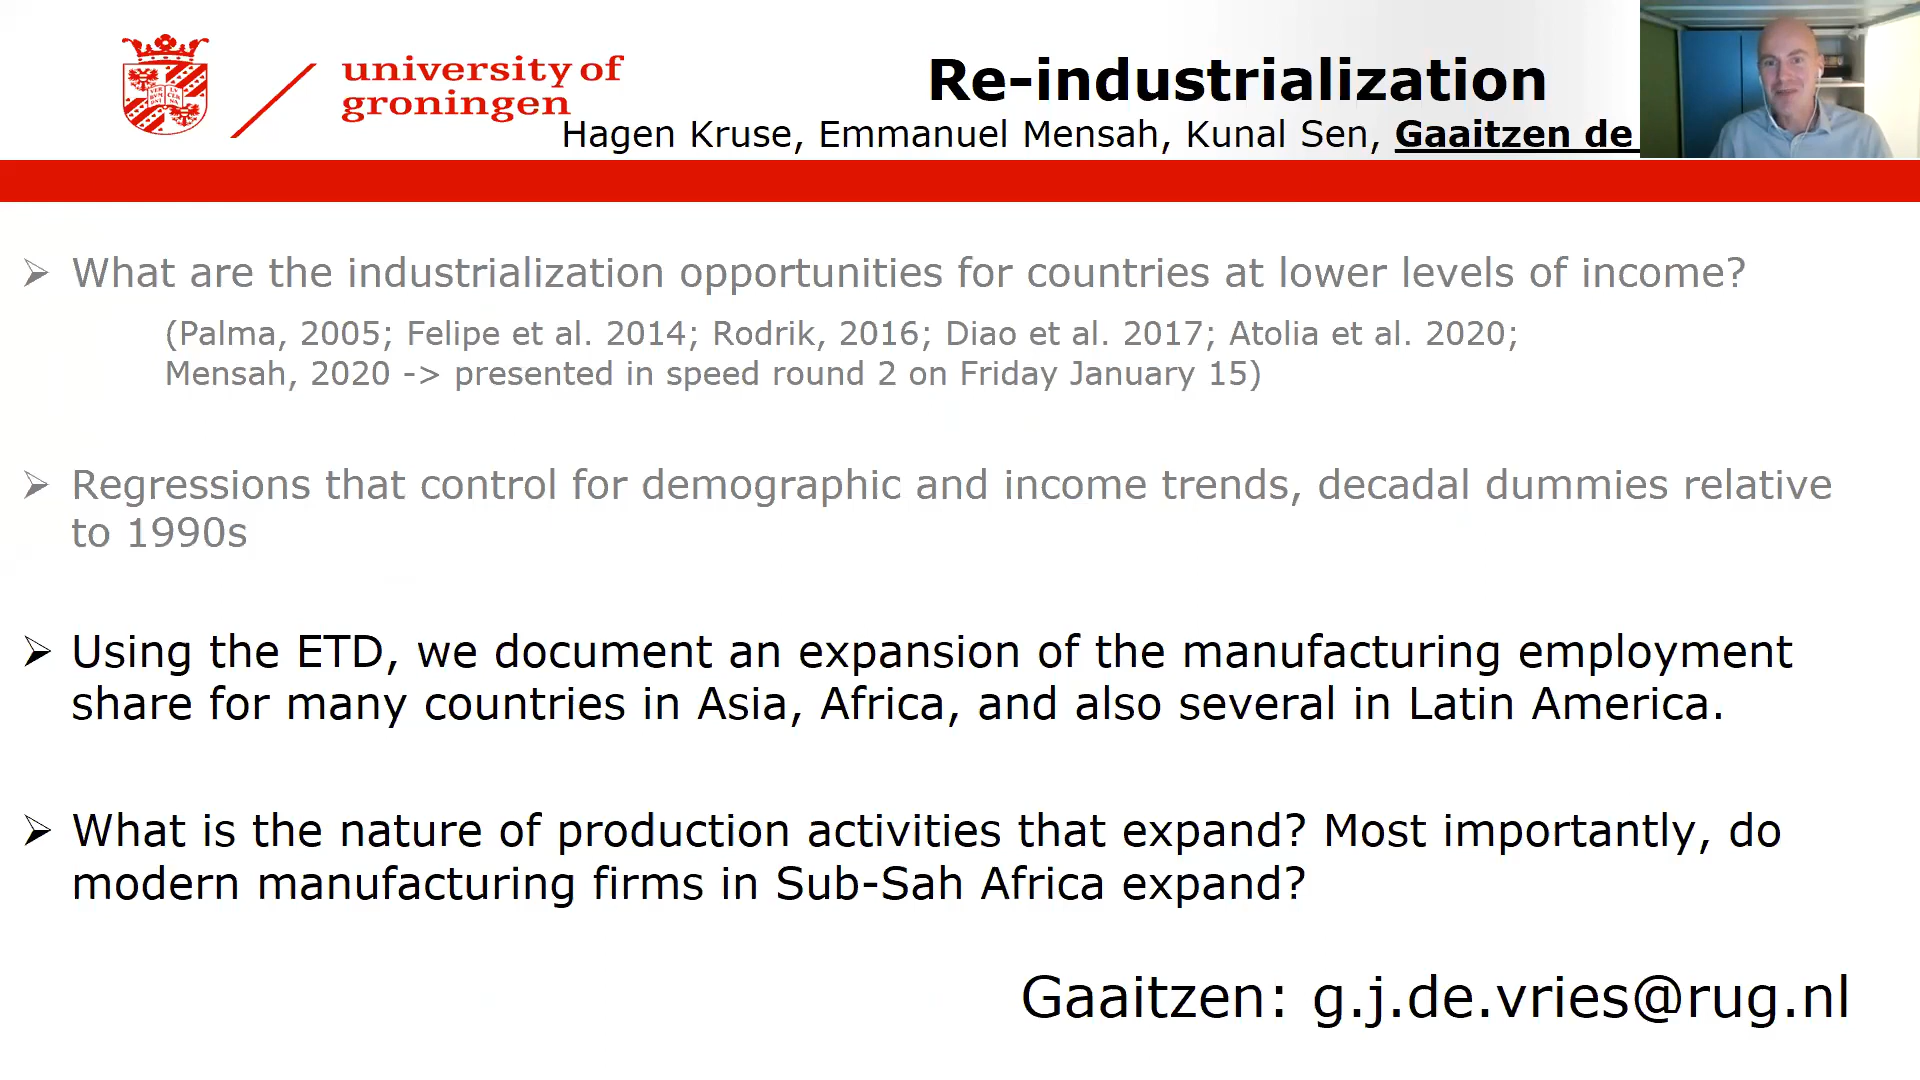 university of
groningen
Re-industrialization
Hagen Kruse, Emmanuel Mensah, Kunal Sen, Gaaitzen de
What are the industrialization opportunities for countries at lower levels of income?
(Palma, 2005; Felipe et al. 2014; Rodrik, 2016; Diao et al. 2017; Atolia et al. 2020;
Mensah, 2020 -> presented in speed round 2 on Friday January 15)
Regressions that control for demographic and income trends, decadal dummies relative
to 1990s
Using the ETD, we document an expansion of the manufacturing employment
share for many countries in Asia, Africa, and also several in Latin America.
What is the nature of production activities that expand? Most importantly, do
modern manufacturing firms in Sub-Sah Africa expand?
Gaaitzen: g.j.de.vries@rug.nl